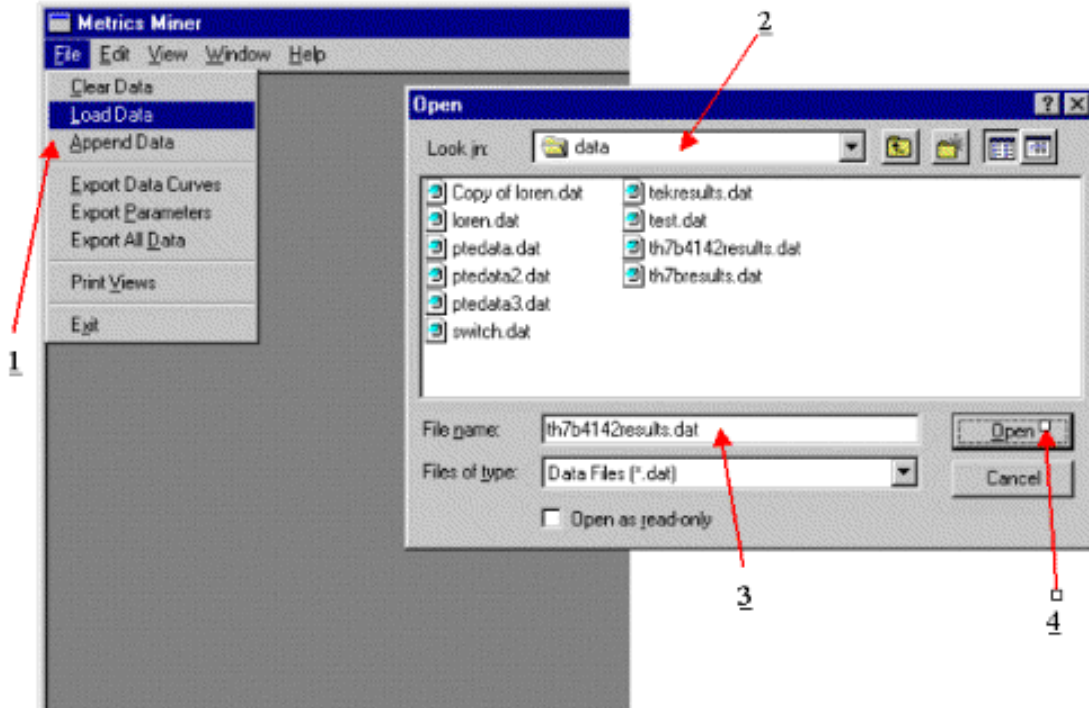 Metrics Miner
File Edit View Window Help
Clear Data
Load Data
Append Data
Export Data Curves
Export Parameters
Export All Data
Print Views
Exit
1
2
Open
Look in: data
Copy of loren.dat
loren.dat
ptedata.dat
ptedata2.dat
ptedata3.dat
switch.dat
tekresults.dat
test.dat
th7b4142results.dat
th7bresults.dat
File name: th7b4142results.dat Open
Files of type: Data Files (*.dat) Cancel
Open as read-only
3
4